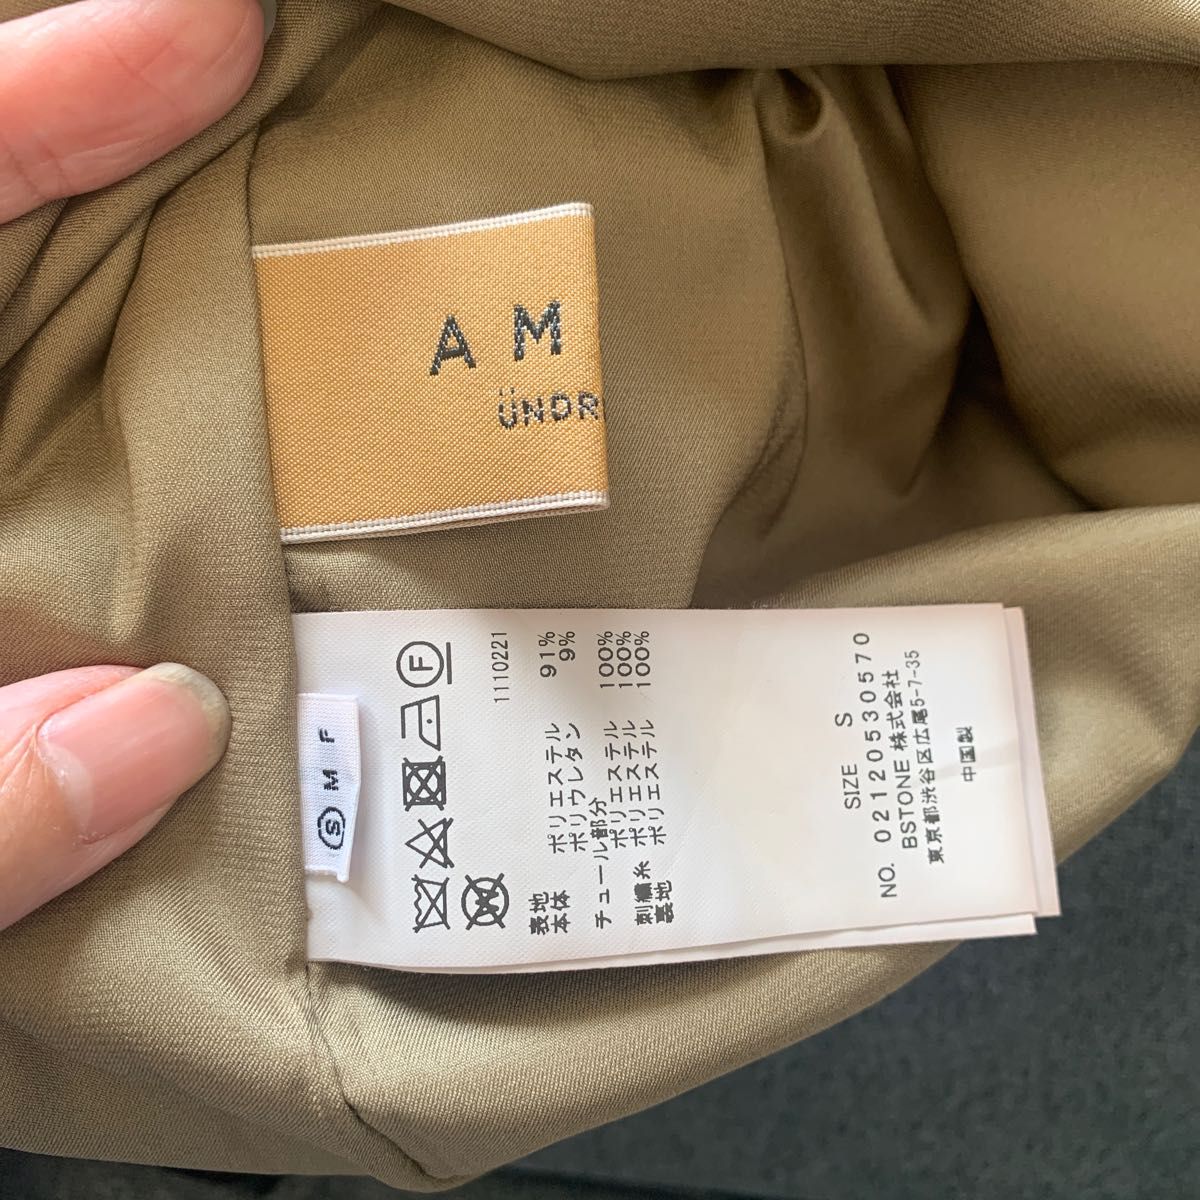 A M
ÜNDR
Ⓢ M F
1110221
表地
本体 ポリエステル 91%
ポリウレタン 9%
チュール部分
ポリエステル 100%
刺繍糸 ポリエステル 100%
裏地 ポリエステル 100%
SIZE S
NO. 02120530570
BSTONE 株式会社
東京都渋谷区広尾5-7-35
中国製
F
W